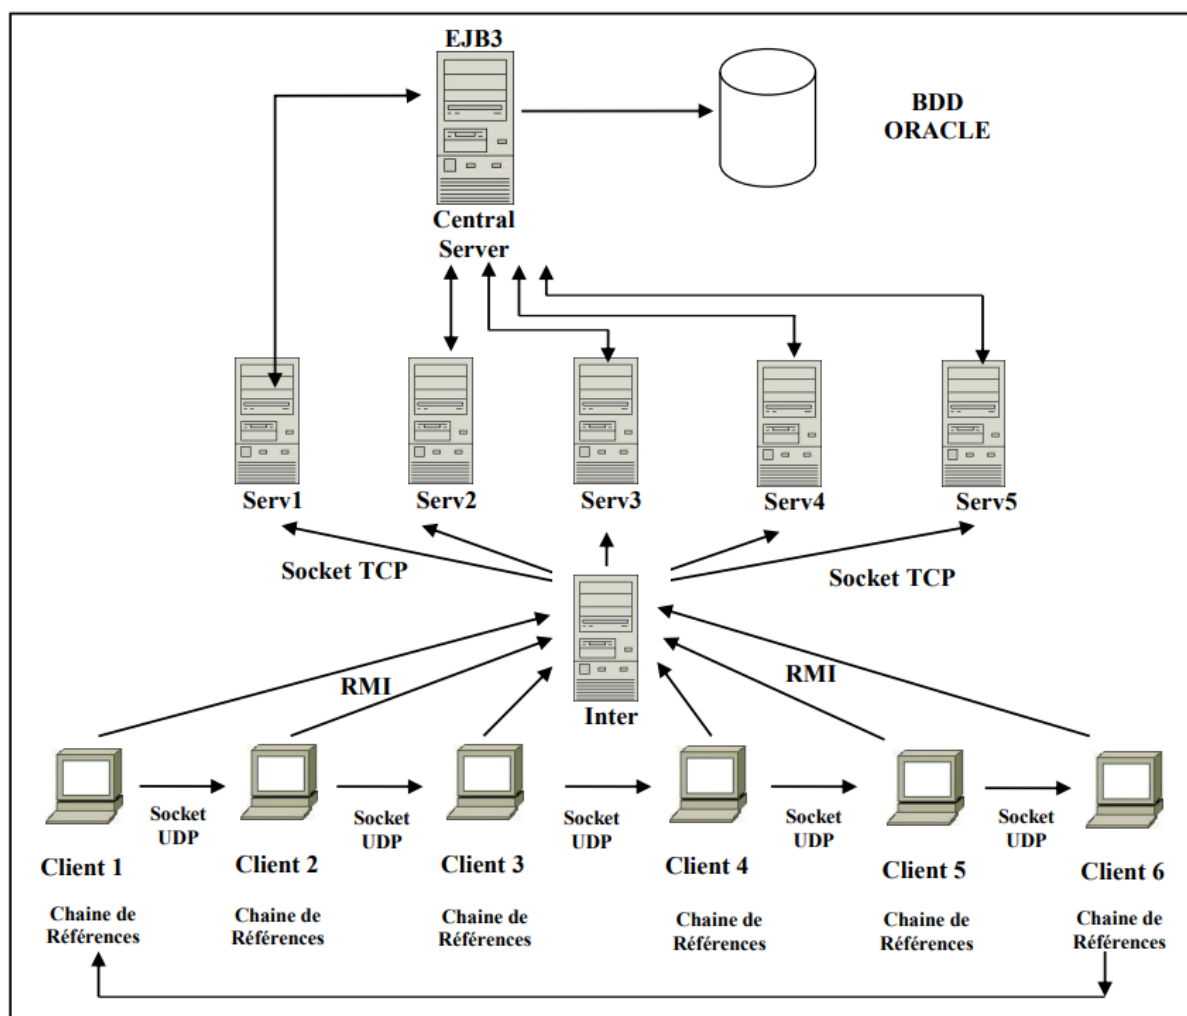 EJB3
BDD
ORACLE
Central
Server
Serv1
Serv2
Serv3
Serv4
Serv5
Socket TCP
Socket TCP
RMI
RMI
Inter
Socket
UDP
Socket
UDP
Socket
UDP
Socket
UDP
Socket
UDP
Client 1
Client 2
Client 3
Client 4
Client 5
Client 6
Chaine de
Références
Chaine de
Références
Chaine de
Références
Chaine de
Références
Chaine de
Références
Chaine de
Références